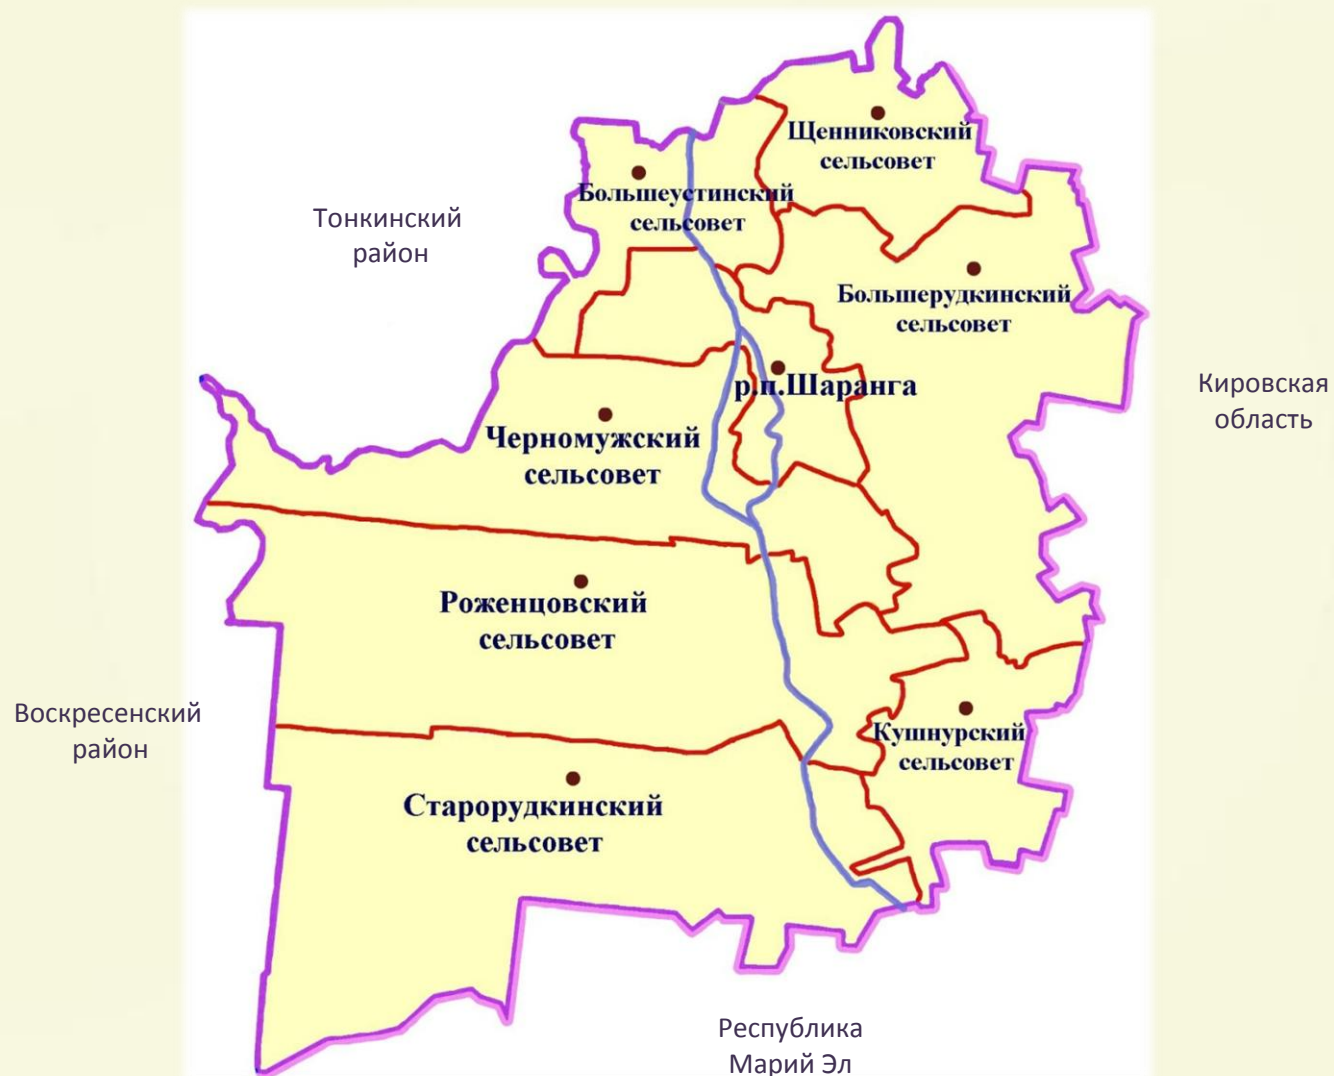 Щенниковский
сельсовет
Большеустинский
сельсовет
Тонкинский
район
Большерудкинский
сельсовет
р.п.Шаранга
Кировская
область
Черномужский
сельсовет
Роженцовский
сельсовет
Воскресенский
район
Кушнурский
сельсовет
Старорудкинский
сельсовет
Республика
Марий Эл